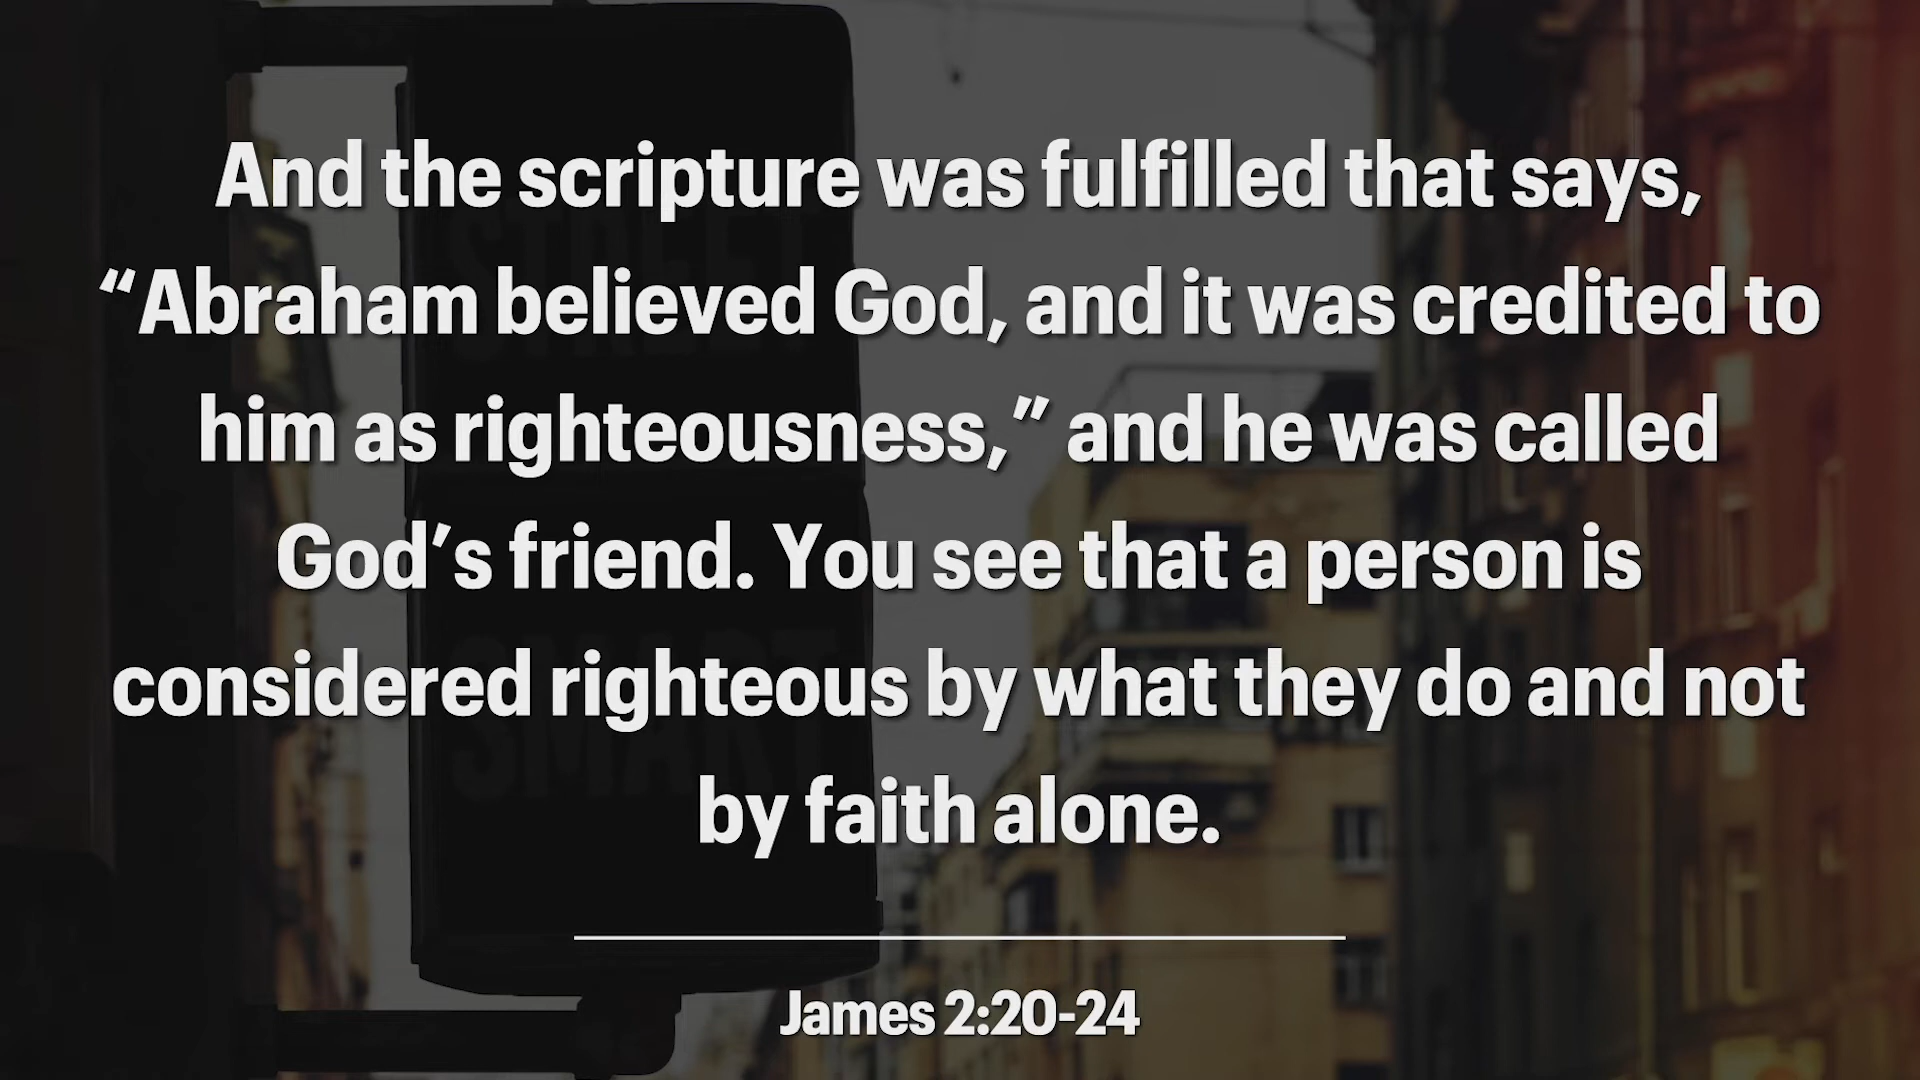 And the scripture was fulfilled that says,
“Abraham believed God, and it was credited to
him as righteousness,” and he was called
God’s friend. You see that a person is
considered righteous by what they do and not
by faith alone.
James 2:20-24
STREET
SMART